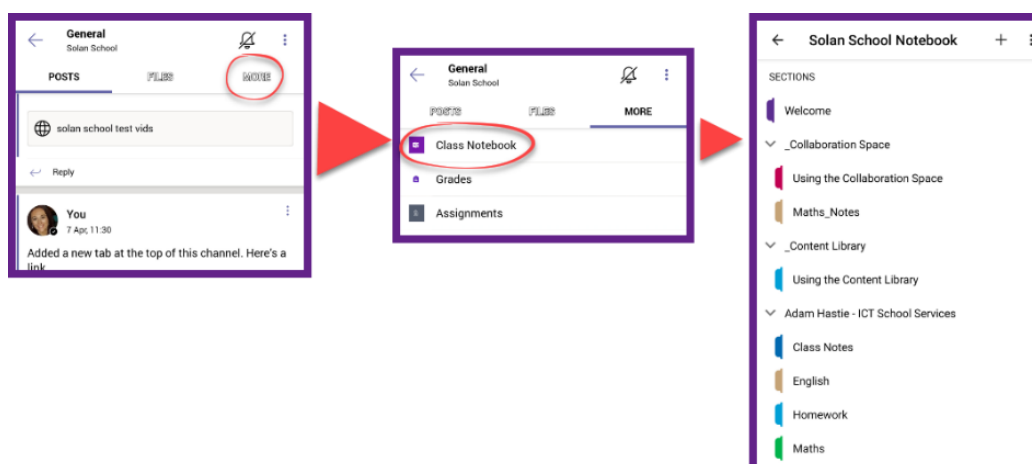 General
Solan School
POSTS FILES MORE
solan school test vids
Reply
You
7 Apr, 11:30
Added a new tab at the top of this channel. Here's a
link
General
Solan School
POSTS FILES MORE
Class Notebook
Grades
Assignments
Solan School Notebook
SECTIONS
Welcome
_Collaboration Space
Using the Collaboration Space
Maths_Notes
_Content Library
Using the Content Library
Adam Hastie - ICT School Services
Class Notes
English
Homework
Maths